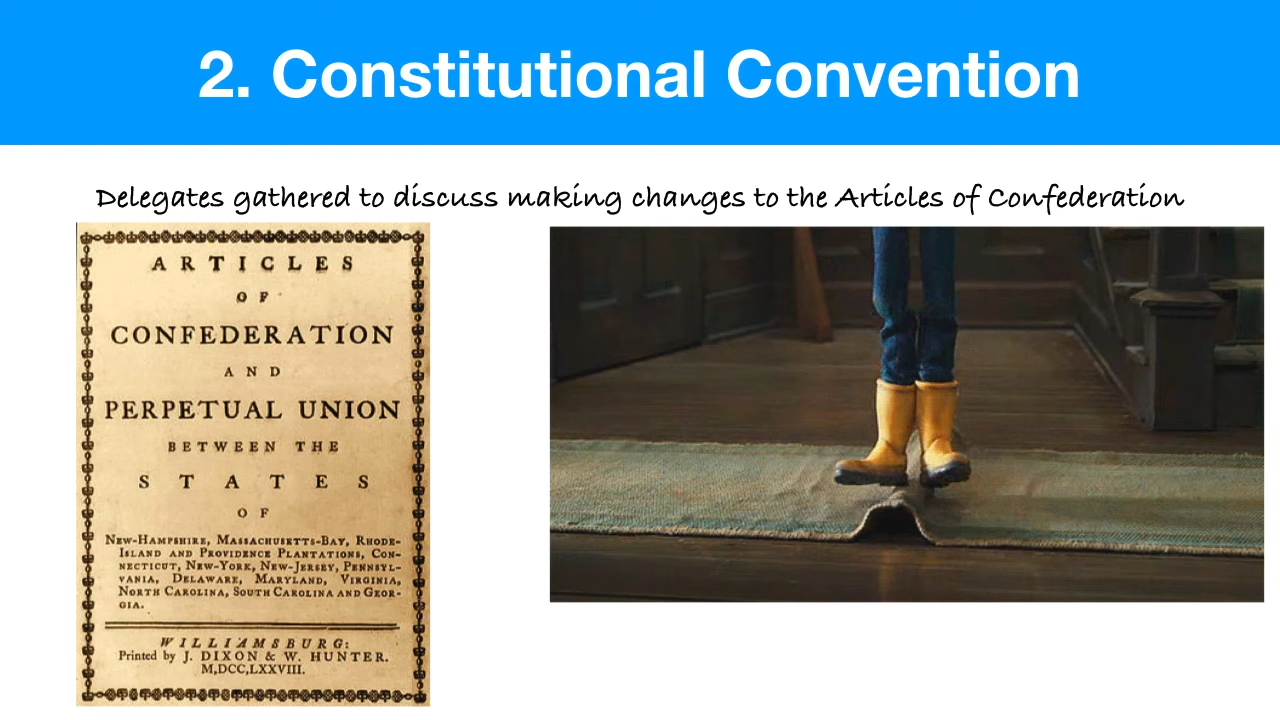 2. Constitutional Convention
Delegates gathered to discuss making changes to the Articles of Confederation
ARTICLES
OF
CONFEDERATION
AND
PERPETUAL UNION
BETWEEN THE
STATES
OF
NEW-HAMPSHIRE, MASSACHUSETTS-BAY, RHODE-
ISLAND AND PROVIDENCE PLANTATIONS, CON-
NECTICUT, NEW-YORK, NEW-JERSEY, PENNSYL-
VANIA, DELAWARE, MARYLAND, VIRGINIA,
NORTH CAROLINA, SOUTH CAROLINA AND GEOR-
GIA.
WILLIAMSBURG:
Printed by J. DIXON & W. HUNTER.
M,DCC,LXXVIII.